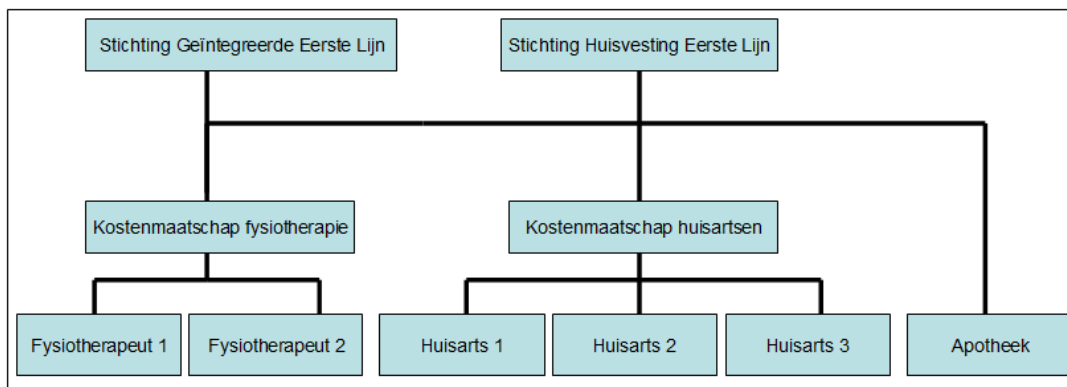 Stichting Geïntegreerde Eerste Lijn
Stichting Huisvesting Eerste Lijn
Kostenmaatschap fysiotherapie
Kostenmaatschap huisartsen
Fysiotherapeut 1
Fysiotherapeut 2
Huisarts 1
Huisarts 2
Huisarts 3
Apotheek